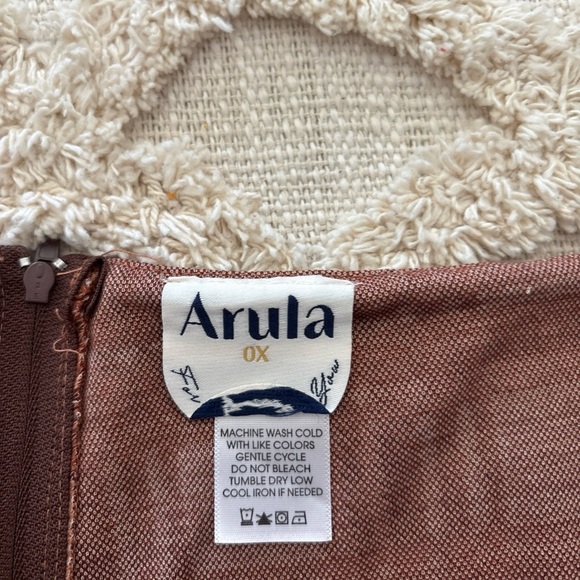 Arula
0X
MACHINE WASH COLD
WITH LIKE COLORS
GENTLE CYCLE
DO NOT BLEACH
TUMBLE DRY LOW
COOL IRON IF NEEDED